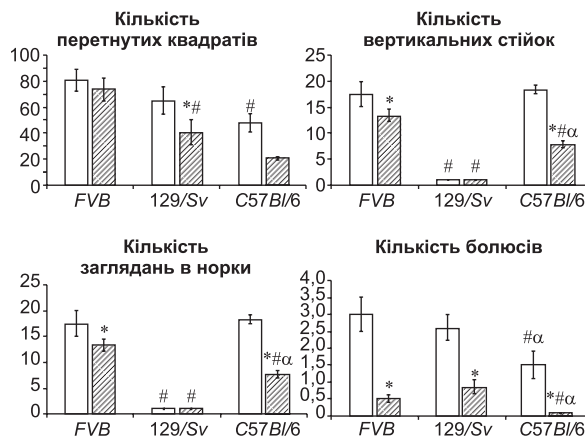 Кількість
перетнутих квадратів
100
80
60
40
20
0
*#
#
FVB
129/Sv
C57Bl/6
Кількість
вертикальних стійок
25
20
15
10
5
0
*
#
#
*#α
FVB
129/Sv
C57Bl/6
Кількість
заглядань в норки
25
20
15
10
5
0
*
#
#
*#α
FVB
129/Sv
C57Bl/6
Кількість болюсів
4,0
3,5
3,0
2,5
2,0
1,5
1,0
0,5
0
*
*
#α
*#α
FVB
129/Sv
C57Bl/6